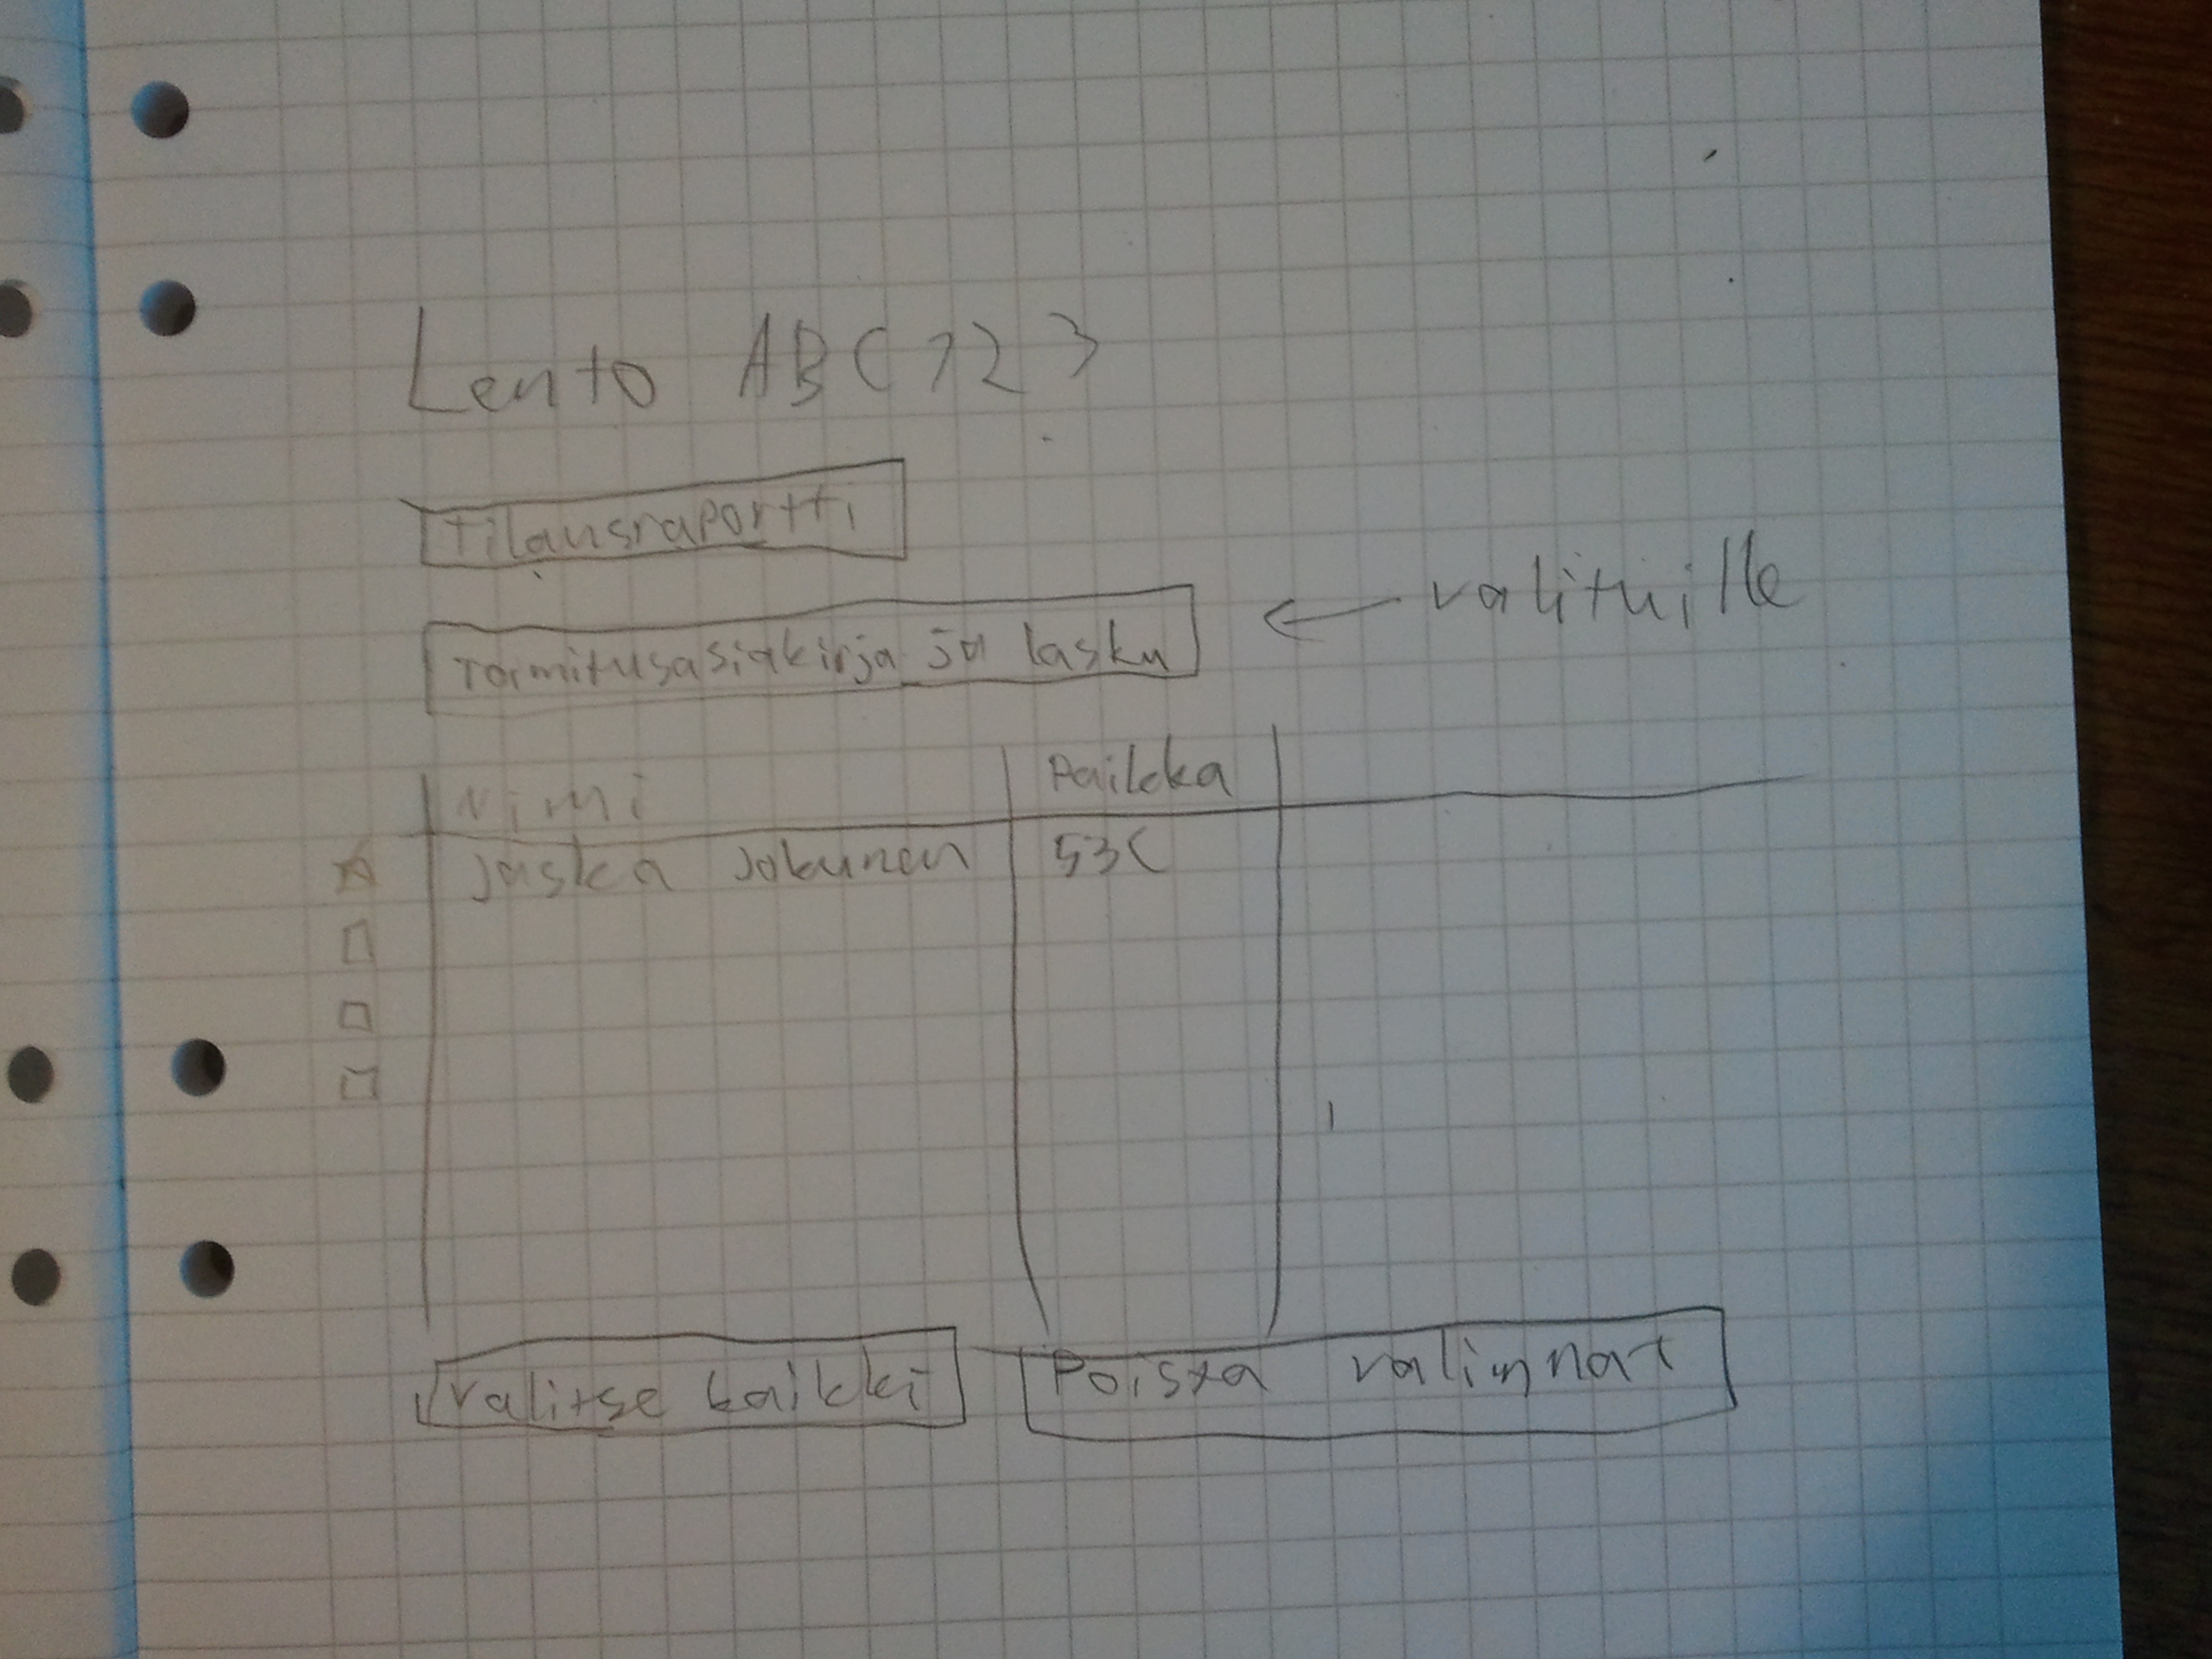 Lento ABC123
Tilausraportti
Toimitusasiakirja ja lasku ← valituille
Nimi Paikka
Jaska Jokunen 53C
Valitse kaikki Poista valinnat